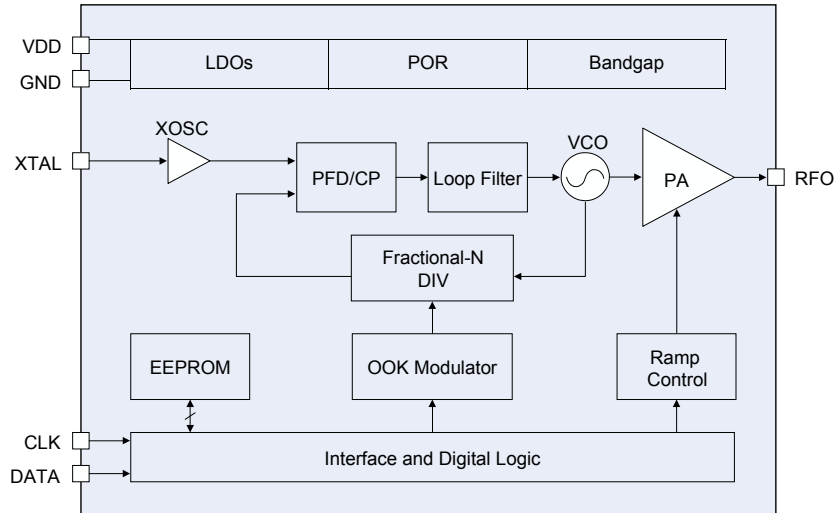 VDD
LDOs
POR
Bandgap
GND
XOSC
VCO
XTAL
PFD/CP
Loop Filter
PA
RFO
Fractional-N
DIV
EEPROM
OOK Modulator
Ramp
Control
CLK
Interface and Digital Logic
DATA